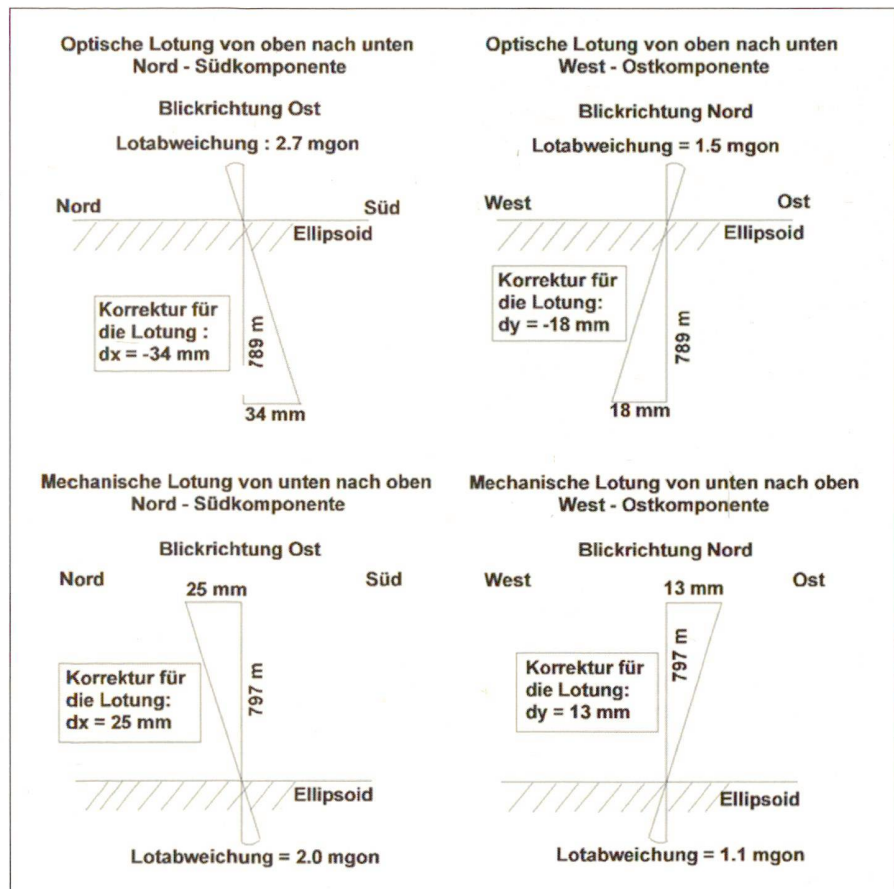 Optische Lotung von oben nach unten
Nord - Südkomponente
Blickrichtung Ost
Lotabweichung : 2.7 mgon
Nord
Süd
Ellipsoid
Korrektur für
die Lotung :
dx = -34 mm
789 m
34 mm
Optische Lotung von oben nach unten
West - Ostkomponente
Blickrichtung Nord
Lotabweichung = 1.5 mgon
West
Ost
Ellipsoid
Korrektur für
die Lotung:
dy = -18 mm
789 m
18 mm
Mechanische Lotung von unten nach oben
Nord - Südkomponente
Blickrichtung Ost
Nord
25 mm
Süd
Korrektur für
die Lotung:
dx = 25 mm
797 m
Ellipsoid
Lotabweichung = 2.0 mgon
Mechanische Lotung von unten nach oben
West - Ostkomponente
Blickrichtung Nord
West
13 mm
Ost
Korrektur für
die Lotung:
dy = 13 mm
797 m
Ellipsoid
Lotabweichung = 1.1 mgon